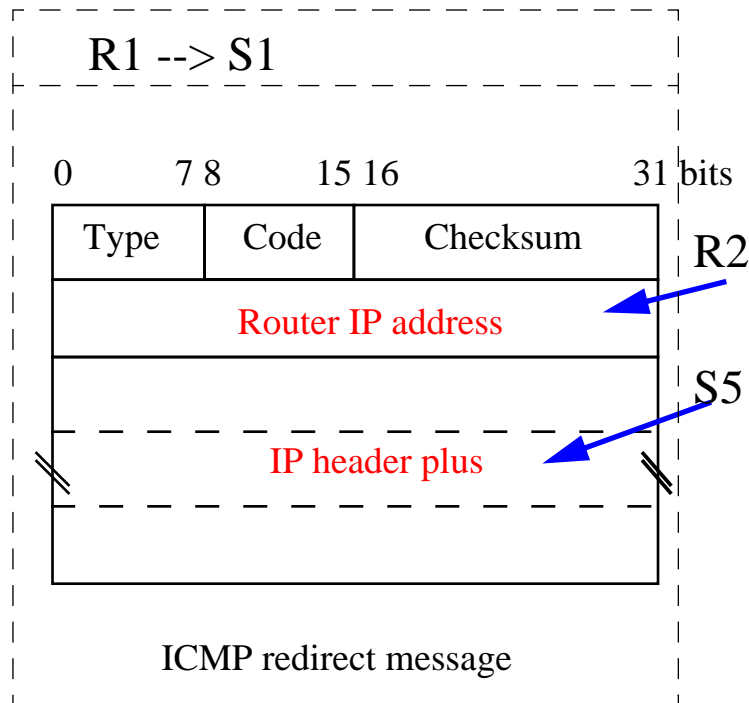 R1 --> S1
0 7 8 15 16 31 bits
Type Code Checksum
R2
Router IP address
S5
IP header plus
ICMP redirect message